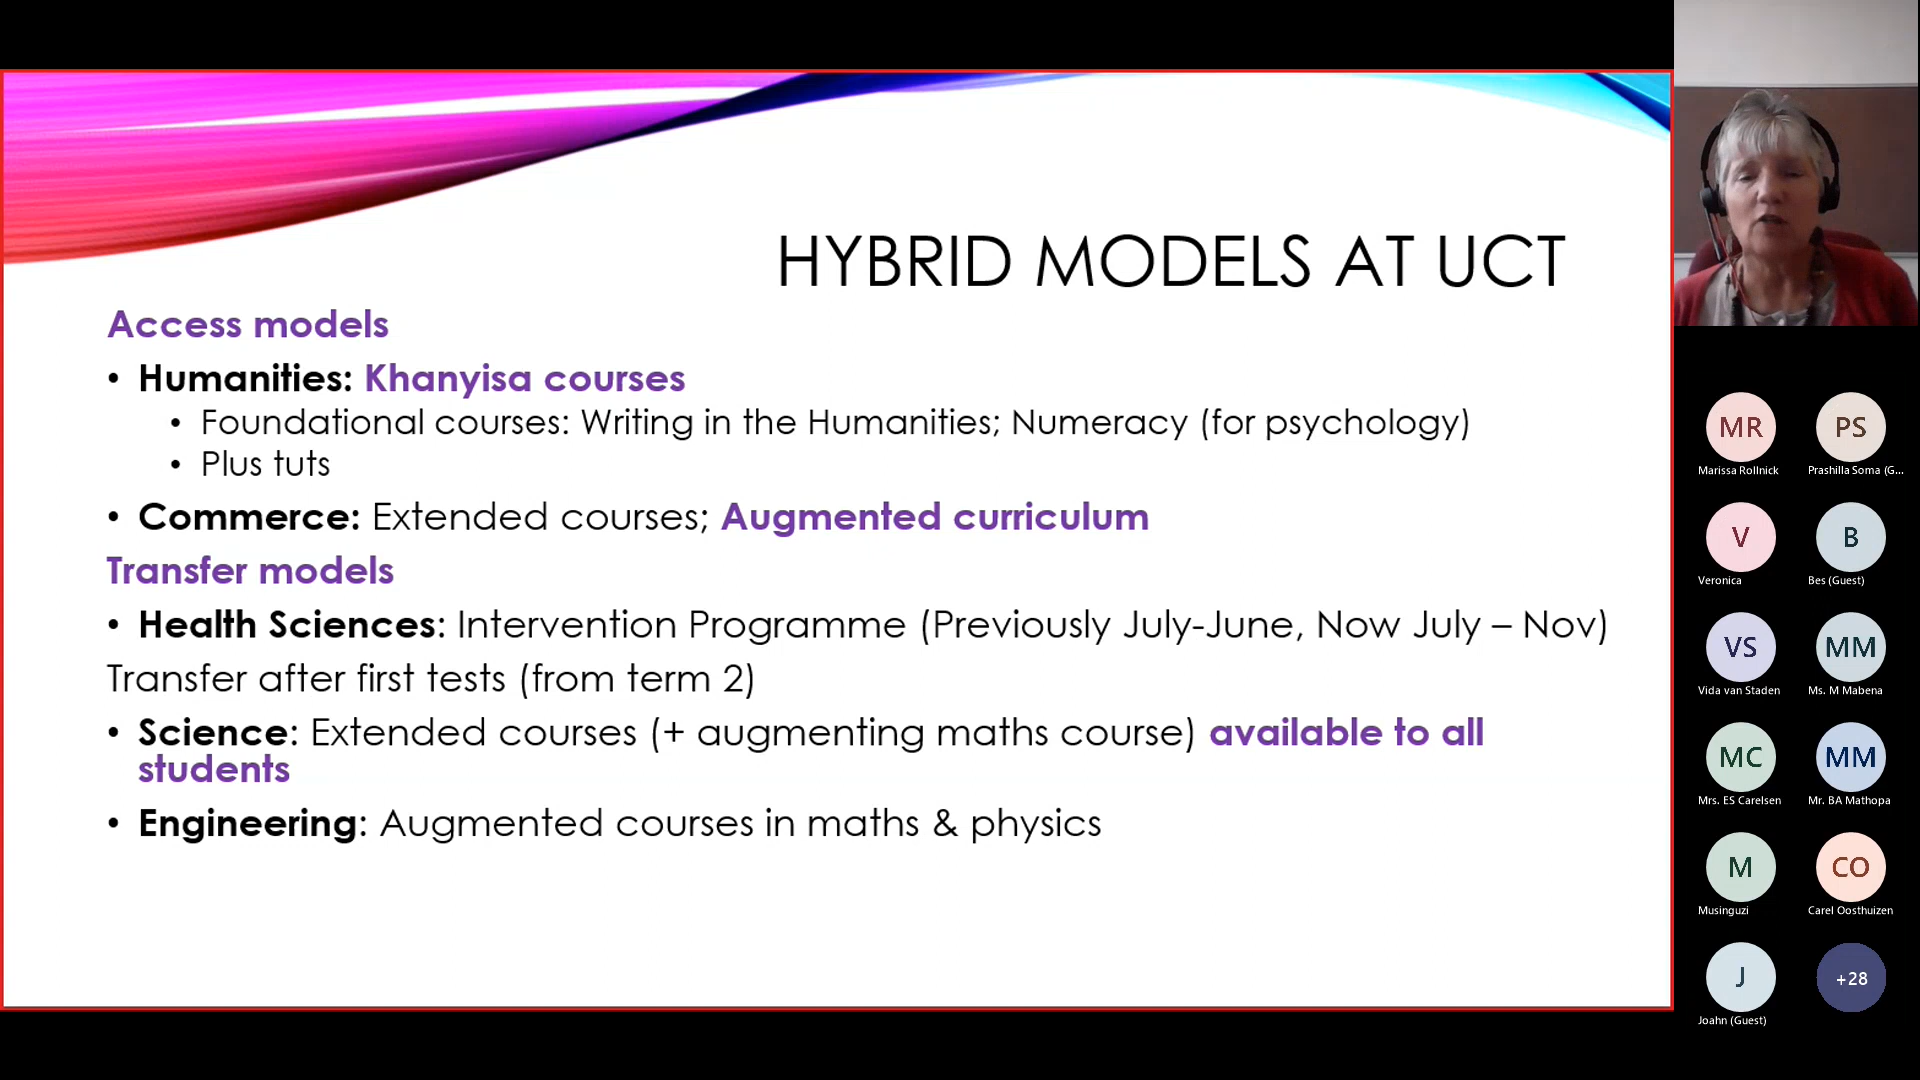 HYBRID MODELS AT UCT
Access models
• Humanities: Khanyisa courses
• Foundational courses: Writing in the Humanities; Numeracy (for psychology)
• Plus tuts
• Commerce: Extended courses; Augmented curriculum
Transfer models
• Health Sciences: Intervention Programme (Previously July-June, Now July – Nov)
Transfer after first tests (from term 2)
• Science: Extended courses (+ augmenting maths course) available to all
students
• Engineering: Augmented courses in maths & physics
MR PS
Marissa Rollnick Prashilla Soma (G...
V B
Veronica Bes (Guest)
VS MM
Vida van Staden Ms. M Mabena
MC MM
Mrs. ES Carelsen Mr. BA Mathopa
M CO
Musinguzi Carel Oosthuizen
J +28
Joahn (Guest)